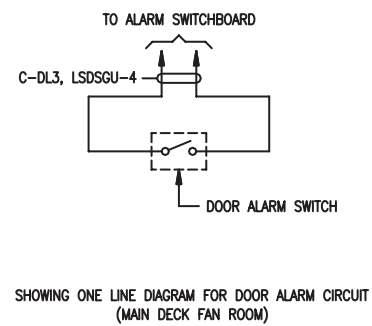 TO ALARM SWITCHBOARD
C-DL3, LSDSGU-4
DOOR ALARM SWITCH
SHOWING ONE LINE DIAGRAM FOR DOOR ALARM CIRCUIT
(MAIN DECK FAN ROOM)